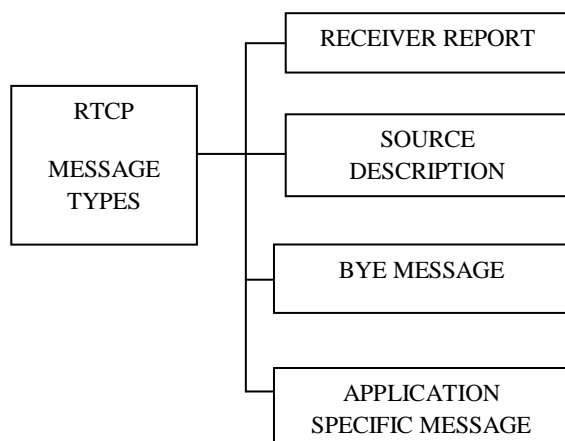 RTCP
MESSAGE
TYPES
RECEIVER REPORT
SOURCE
DESCRIPTION
BYE MESSAGE
APPLICATION
SPECIFIC MESSAGE